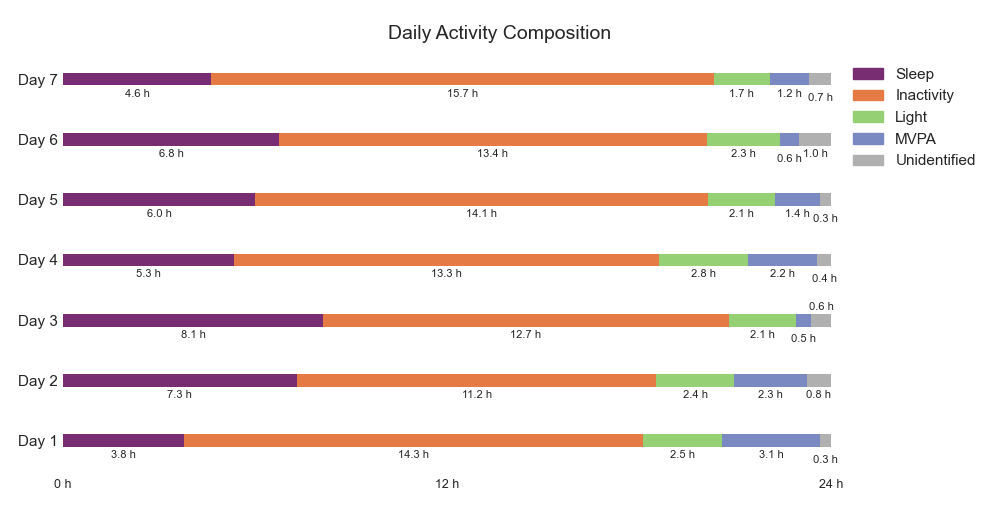 Daily Activity Composition
Day 7
4.6 h 15.7 h 1.7 h 1.2 h 0.7 h
Day 6
6.8 h 13.4 h 2.3 h 0.6 h 1.0 h
Day 5
6.0 h 14.1 h 2.1 h 1.4 h 0.3 h
Day 4
5.3 h 13.3 h 2.8 h 2.2 h 0.4 h
Day 3
8.1 h 12.7 h 2.1 h 0.5 h 0.6 h
Day 2
7.3 h 11.2 h 2.4 h 2.3 h 0.8 h
Day 1
3.8 h 14.3 h 2.5 h 3.1 h 0.3 h
0 h 12 h 24 h
Sleep
Inactivity
Light
MVPA
Unidentified